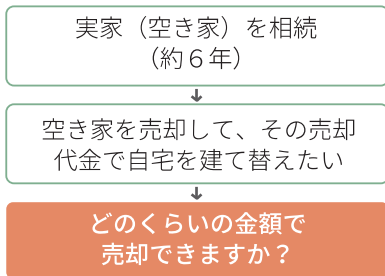 実家（空き家）を相続
（約６年）
空き家を売却して、その売却
代金で自宅を建て替えたい
どのくらいの金額で
売却できますか？